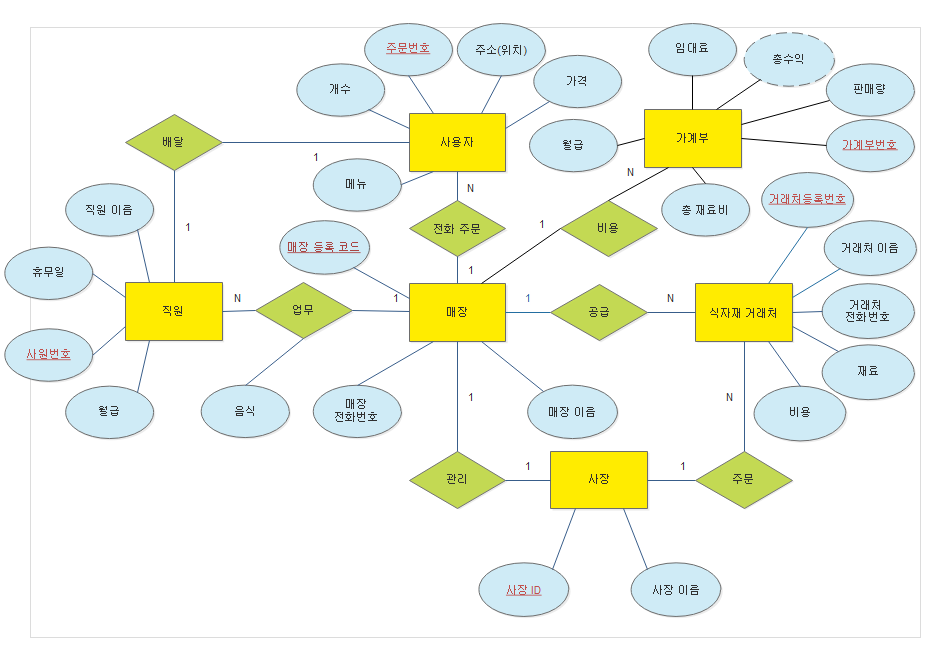 주문번호
주소(위치)
개수
가격
사용자
메뉴
배달
1
1
임대료
총수익
판매량
가계부
월급
가계부번호
총 재료비
N
N
직원 이름
전화 주문
1
비용
거래처등록번호
거래처 이름
휴무일
매장 등록 코드
1
직원
N
업무
1
매장
1
공급
N
식자재 거래처
거래처
전화번호
사원번호
월급
음식
매장
전화번호
1
매장 이름
재료
N
비용
관리
1
사장
1
주문
사장 ID
사장 이름